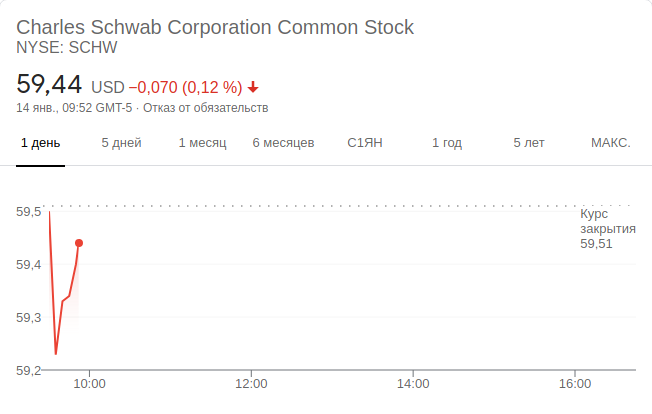 Charles Schwab Corporation Common Stock
NYSE: SCHW
59,44 USD −0,070 (0,12 %)
14 янв., 09:52 GMT-5 · Отказ от обязательств
1 день 5 дней 1 месяц 6 месяцев С1ЯН 1 год 5 лет МАКС.
59,5
Курс
закрытия
59,51
59,4
59,3
59,2
10:00 12:00 14:00 16:00